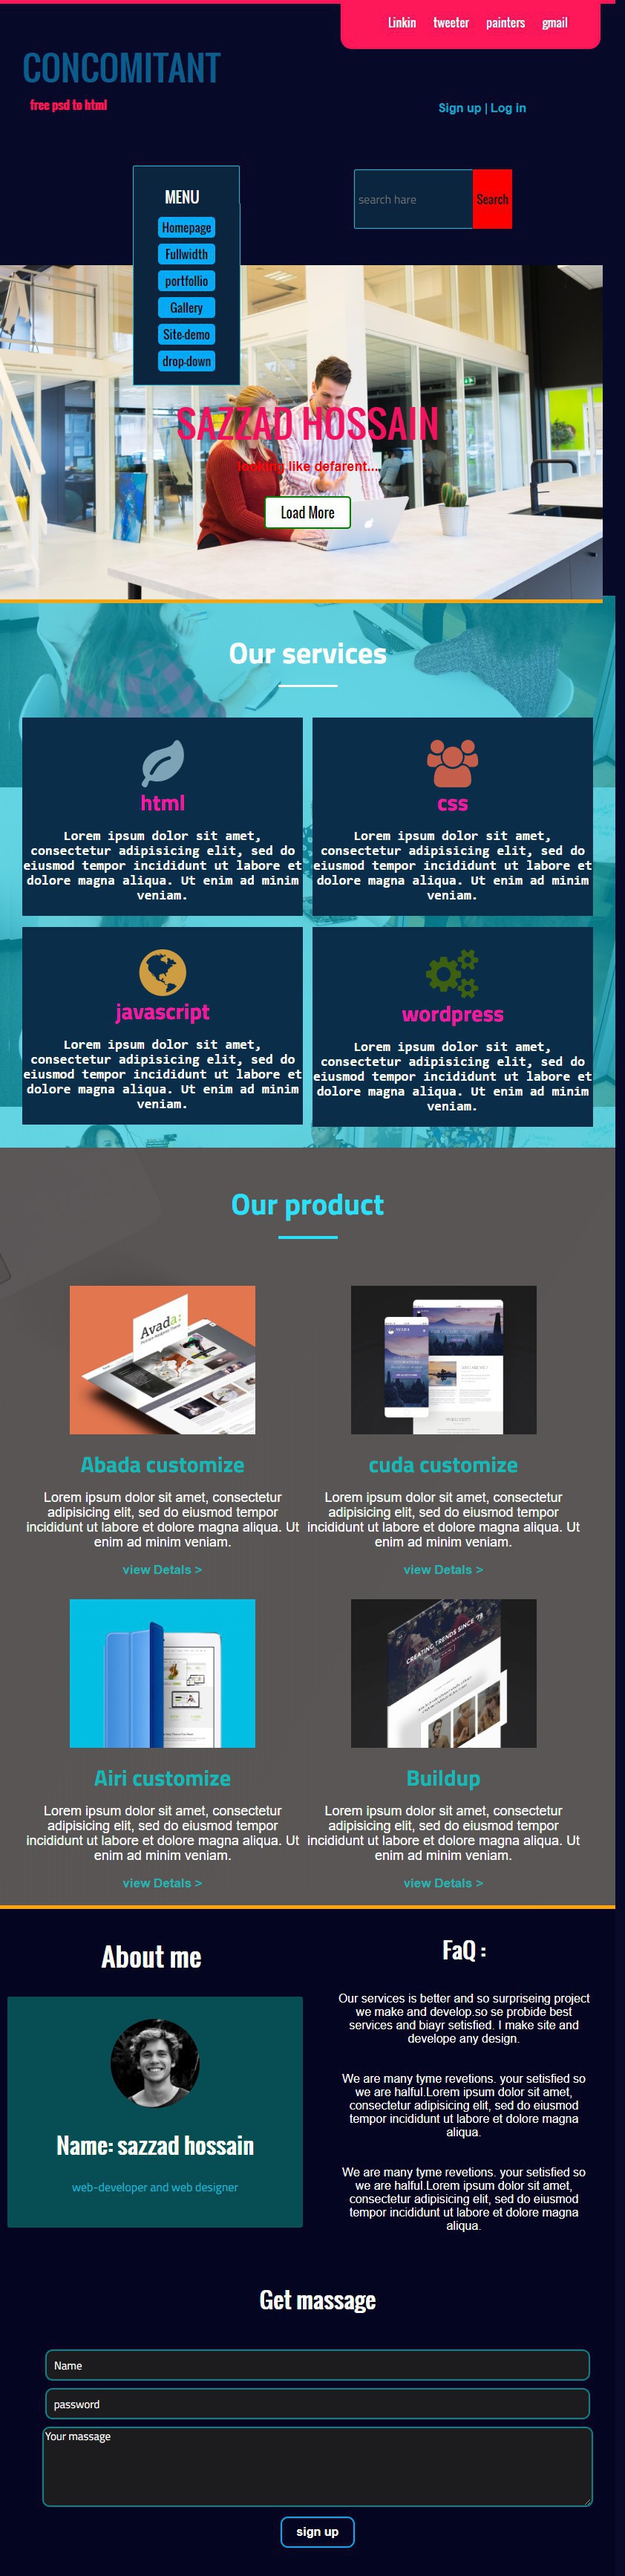 Linkin tweeter painters gmail
CONCOMITANT
free psd to html
Sign up | Log in
MENU
search hare
Search
Homepage
Fullwidth
portfollio
Gallery
Site-demo
drop-down
SAZZAD HOSSAIN
looking like defarent....
Load More
Our services
html
Lorem ipsum dolor sit amet,
consectetur adipisicing elit, sed do
eiusmod tempor incididunt ut labore et
dolore magna aliqua. Ut enim ad minim
veniam.
css
Lorem ipsum dolor sit amet,
consectetur adipisicing elit, sed do
eiusmod tempor incididunt ut labore et
dolore magna aliqua. Ut enim ad minim
veniam.
javascript
Lorem ipsum dolor sit amet,
consectetur adipisicing elit, sed do
eiusmod tempor incididunt ut labore et
dolore magna aliqua. Ut enim ad minim
veniam.
wordpress
Lorem ipsum dolor sit amet,
consectetur adipisicing elit, sed do
eiusmod tempor incididunt ut labore et
dolore magna aliqua. Ut enim ad minim
veniam.
Our product
Avada:
Abada customize
Lorem ipsum dolor sit amet, consectetur
adipisicing elit, sed do eiusmod tempor
incididunt ut labore et dolore magna aliqua. Ut
enim ad minim veniam.
view Detals >
AVADA
cuda customize
Lorem ipsum dolor sit amet, consectetur
adipisicing elit, sed do eiusmod tempor
incididunt ut labore et dolore magna aliqua. Ut
enim ad minim veniam.
view Detals >
Airi customize
Lorem ipsum dolor sit amet, consectetur
adipisicing elit, sed do eiusmod tempor
incididunt ut labore et dolore magna aliqua. Ut
enim ad minim veniam.
view Detals >
CREATING TRENDS SINCE '79
Buildup
Lorem ipsum dolor sit amet, consectetur
adipisicing elit, sed do eiusmod tempor
incididunt ut labore et dolore magna aliqua. Ut
enim ad minim veniam.
view Detals >
About me
Name: sazzad hossain
web-developer and web designer
FaQ :
Our services is better and so surpriseing project
we make and develop.so se probide best
services and biayr setisfied. I make site and
develope any design.
We are many tyme revetions. your setisfied so
we are halful.Lorem ipsum dolor sit amet,
consectetur adipisicing elit, sed do eiusmod
tempor incididunt ut labore et dolore magna
aliqua.
We are many tyme revetions. your setisfied so
we are halful.Lorem ipsum dolor sit amet,
consectetur adipisicing elit, sed do eiusmod
tempor incididunt ut labore et dolore magna
aliqua.
Get massage
Name
password
Your massage
sign up